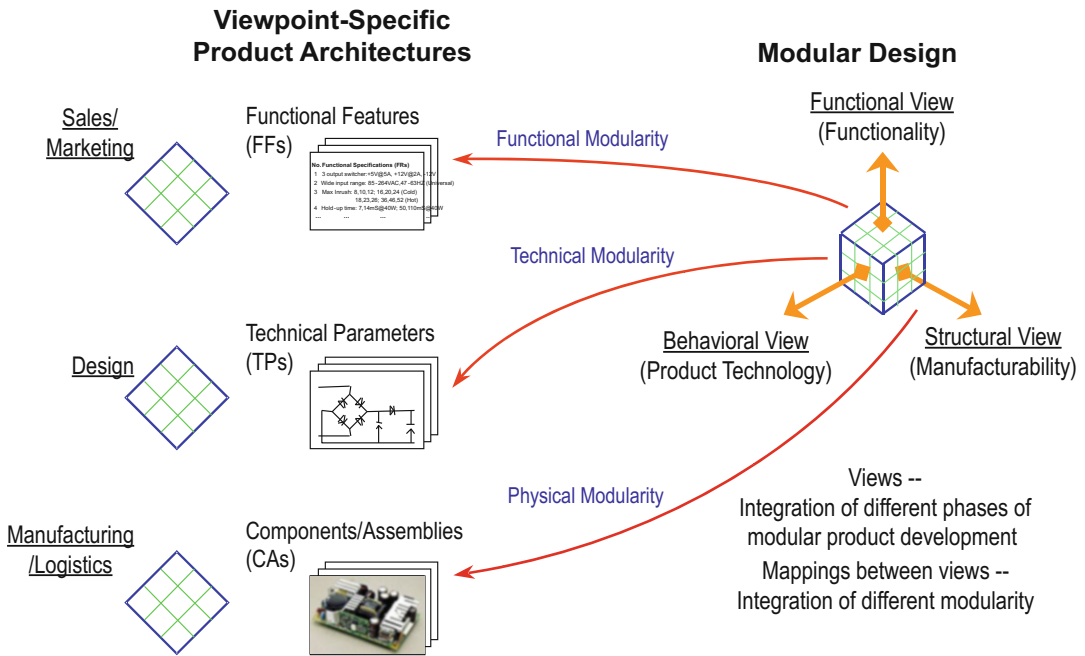 Viewpoint-Specific
Product Architectures
Modular Design
Sales/
Marketing
Functional Features
(FFs)
No. Functional Specifications (FRs)
1 3 output switcher:+5V@5A, +12V@2A, -12V
2 Wide input range: 85-264VAC,47-63HZ (Universal)
3 Max Inrush: 8,10,12; 16,20,24 (Cold)
18,23,26; 36,46,52 (Hot)
4 Hold-up time: 7,14mS@40W; 50,110mS@40W
... ... ... ...
Functional Modularity
Functional View
(Functionality)
Technical Modularity
Design
Technical Parameters
(TPs)
Behavioral View
(Product Technology)
Structural View
(Manufacturability)
Physical Modularity
Manufacturing
/Logistics
Components/Assemblies
(CAs)
Views --
Integration of different phases of
modular product development
Mappings between views --
Integration of different modularity